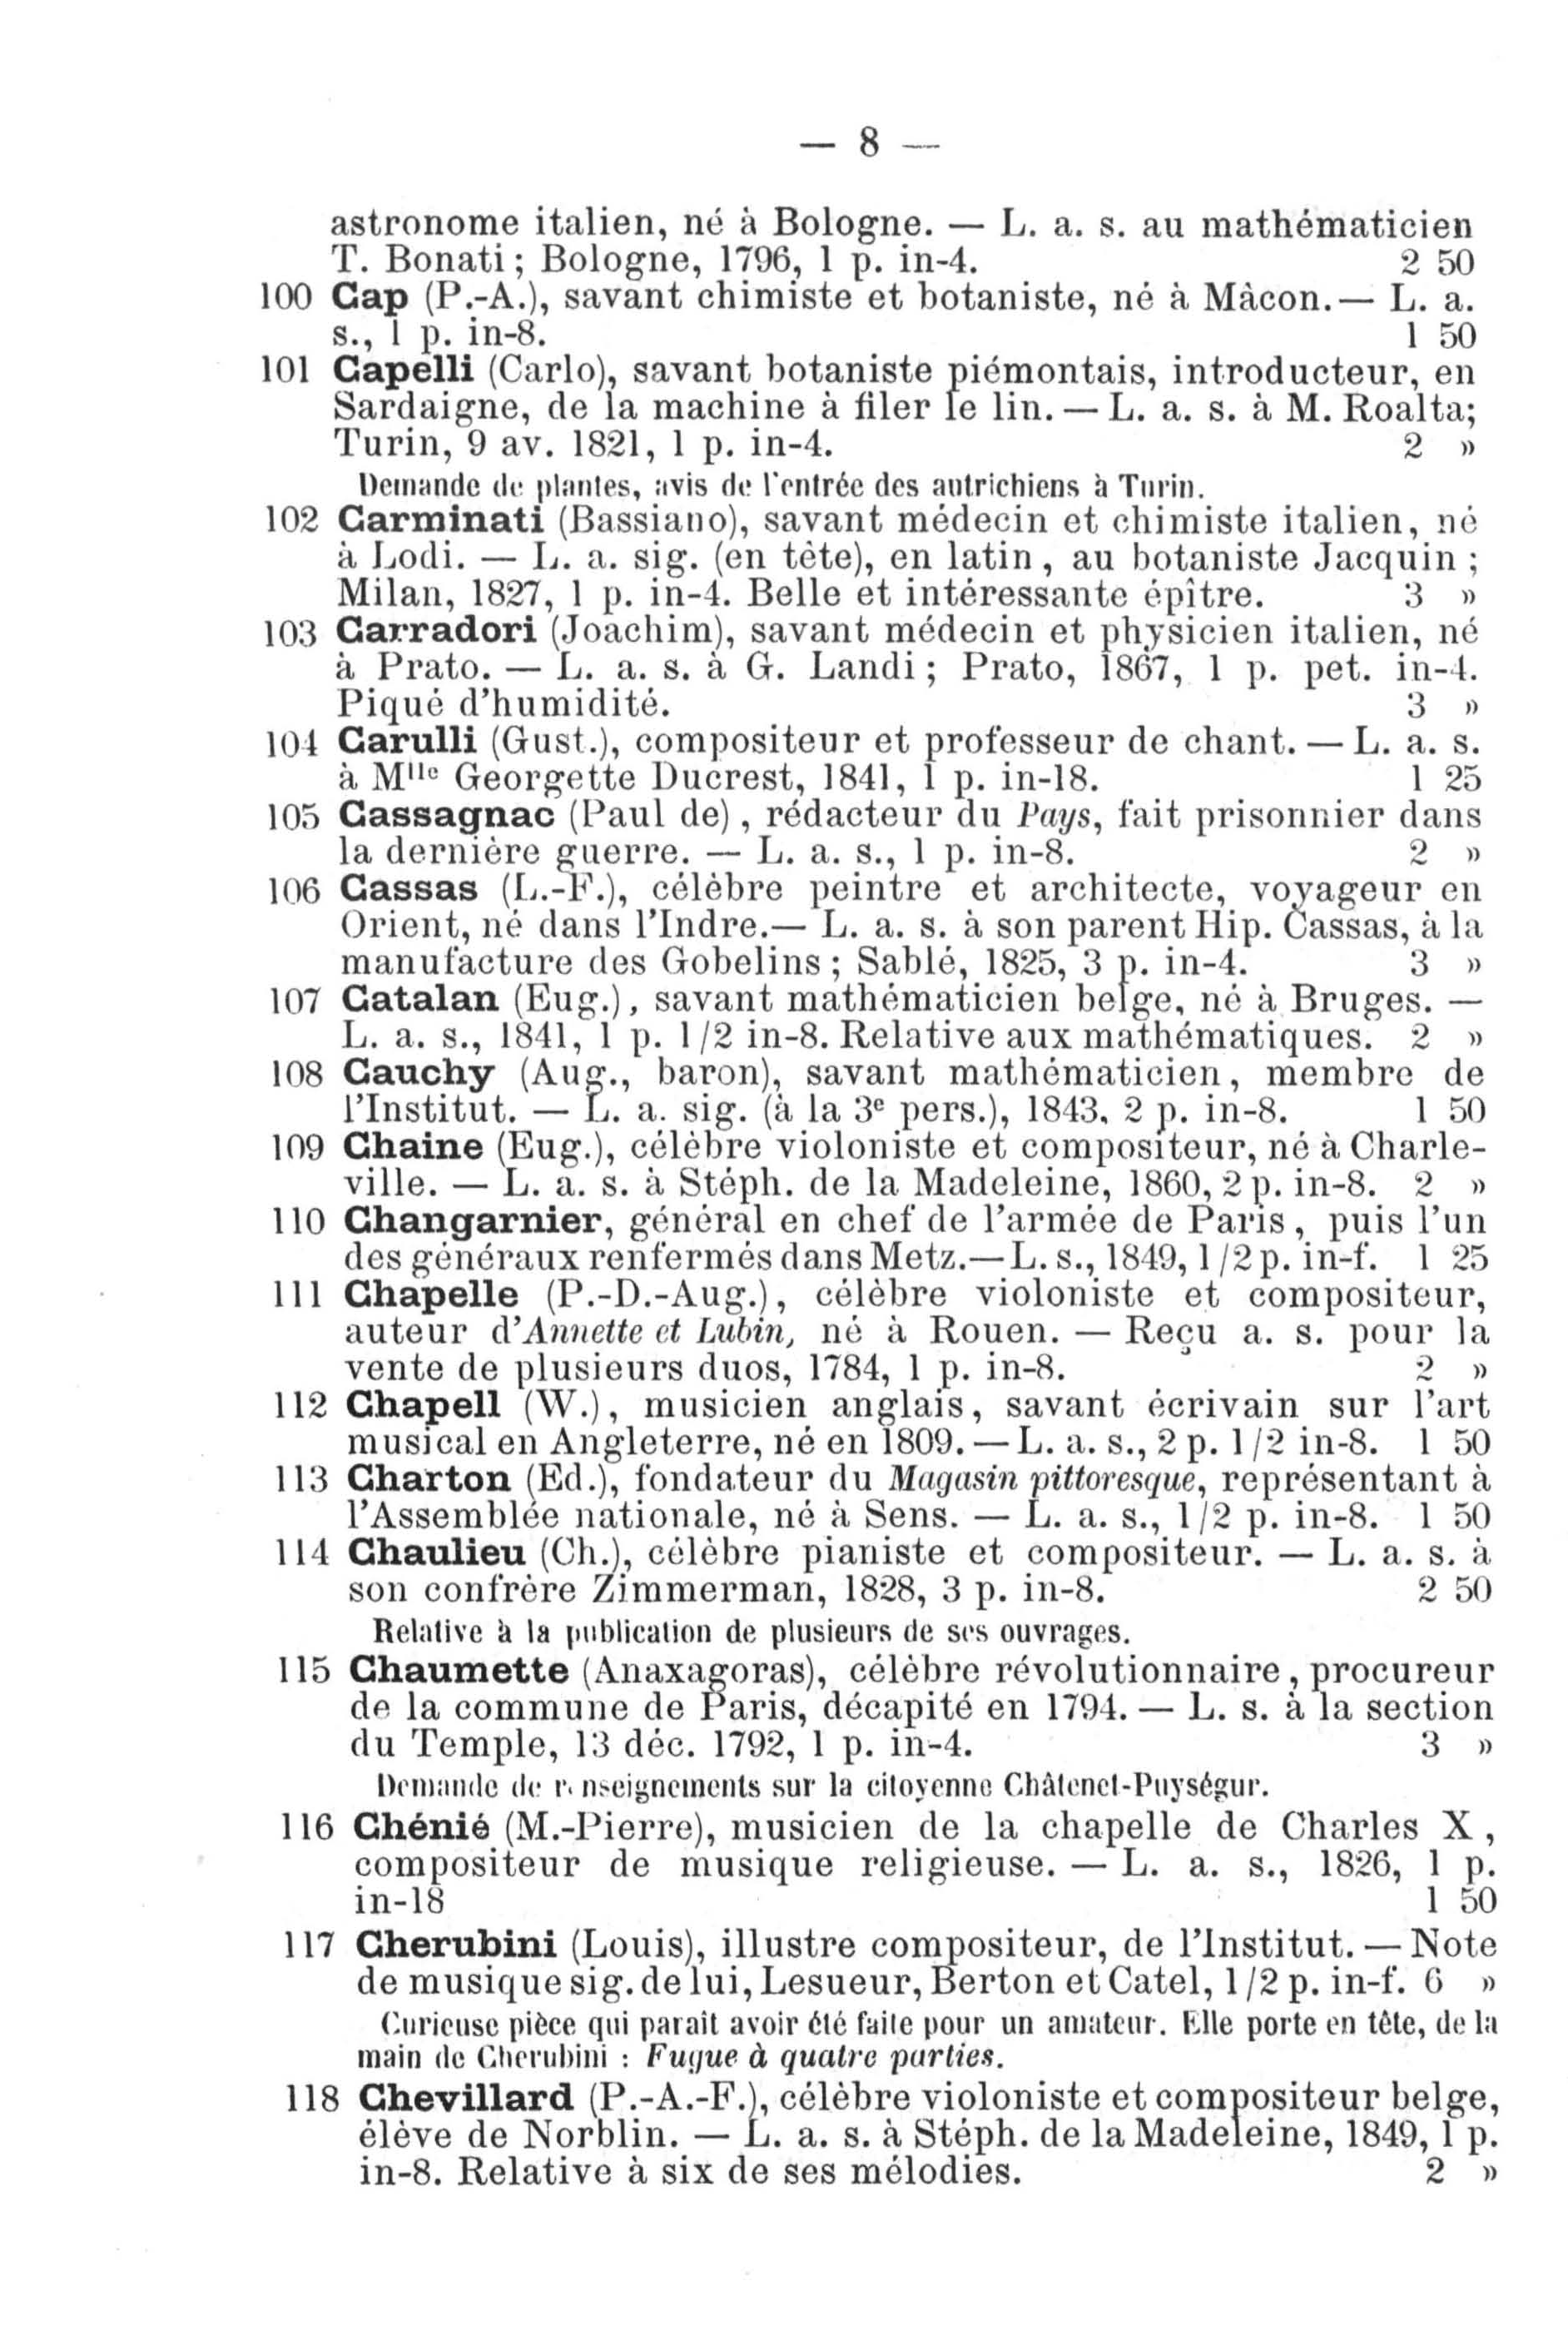 — 8 —
astronome italien, né à Bologne. — L. a. s. au mathématicien
T. Bonati ; Bologne, 1796, 1 p. in-4. 2 50
100 Cap (P.-A.), savant chimiste et botaniste, né à Mâcon. — L. a.
s., 1 p. in-8. 1 50
101 Capelli (Carlo), savant botaniste piémontais, introducteur, en
Sardaigne, de la machine à filer le lin. — L. a. s. à M. Roalta;
Turin, 9 av. 1821, 1 p. in-4. 2 »
Demande de plantes, avis de l'entrée des autrichiens à Turin.
102 Carminati (Bassiano), savant médecin et chimiste italien, né
à Lodi. — L. a. sig. (en tète), en latin, au botaniste Jacquin ;
Milan, 1827, 1 p. in-4. Belle et intéressante épître. 3 »
103 Carradori (Joachim), savant médecin et physicien italien, né
à Prato. — L. a. s. à G. Landi ; Prato, 1867, 1 p. pet. in-4.
Piqué d'humidité. 3 »
104 Carulli (Gust.), compositeur et professeur de chant. — L. a. s.
à Mlle Georgette Ducrest, 1841, 1 p. in-18. 1 25
105 Cassagnac (Paul de), rédacteur du Pays, fait prisonnier dans
la dernière guerre. — L. a. s., 1 p. in-8. 2 »
106 Cassas (L.-F.), célèbre peintre et architecte, voyageur en
Orient, né dans l'Indre. — L. a. s. à son parent Hip. Cassas, à la
manufacture des Gobelins ; Sablé, 1825, 3 p. in-4. 3 »
107 Catalan (Eug.), savant mathématicien belge, né à Bruges. —
L. a. s., 1841, 1 p. 1/2 in-8. Relative aux mathématiques. 2 »
108 Cauchy (Aug., baron), savant mathématicien, membre de
l'Institut. — L. a. sig. (à la 3e pers.), 1843, 2 p. in-8. 1 50
109 Chaine (Eug.), célèbre violoniste et compositeur, né à Charle-
ville. — L. a. s. à Stéph. de la Madeleine, 1860, 2 p. in-8. 2 »
110 Changarnier, général en chef de l'armée de Paris, puis l'un
des généraux renfermés dans Metz. — L. s., 1849, 1/2 p. in-f. 1 25
111 Chapelle (P.-D.-Aug.), célèbre violoniste et compositeur,
auteur d'Annette et Lubin, né à Rouen. — Reçu a. s. pour la
vente de plusieurs duos, 1784, 1 p. in-8. 2 »
112 Chapell (W.), musicien anglais, savant écrivain sur l'art
musical en Angleterre, né en 1809. — L. a. s., 2 p. 1/2 in-8. 1 50
113 Charton (Ed.), fondateur du Magasin pittoresque, représentant à
l'Assemblée nationale, né à Sens. — L. a. s., 1/2 p. in-8. 1 50
114 Chaulieu (Ch.), célèbre pianiste et compositeur. — L. a. s. à
son confrère Zimmerman, 1828, 3 p. in-8. 2 50
Relative à la publication de plusieurs de ses ouvrages.
115 Chaumette (Anaxagoras), célèbre révolutionnaire, procureur
de la commune de Paris, décapité en 1794. — L. s. à la section
du Temple, 13 déc. 1792, 1 p. in-4. 3 »
Demande de renseignements sur la citoyenne Châtenet-Puységur.
116 Chénié (M.-Pierre), musicien de la chapelle de Charles X,
compositeur de musique religieuse. — L. a. s., 1826, 1 p.
in-18 1 50
117 Cherubini (Louis), illustre compositeur, de l'Institut. — Note
de musique sig. de lui, Lesueur, Berton et Catel, 1/2 p. in-f. 6 »
Curieuse pièce qui parait avoir été faite pour un amateur. Elle porte en tête, de la
main de Cherubini : Fugue à quatre parties.
118 Chevillard (P.-A.-F.), célèbre violoniste et compositeur belge,
élève de Norblin. — L. a. s. à Stéph. de la Madeleine, 1849, 1 p.
in-8. Relative à six de ses mélodies. 2 »